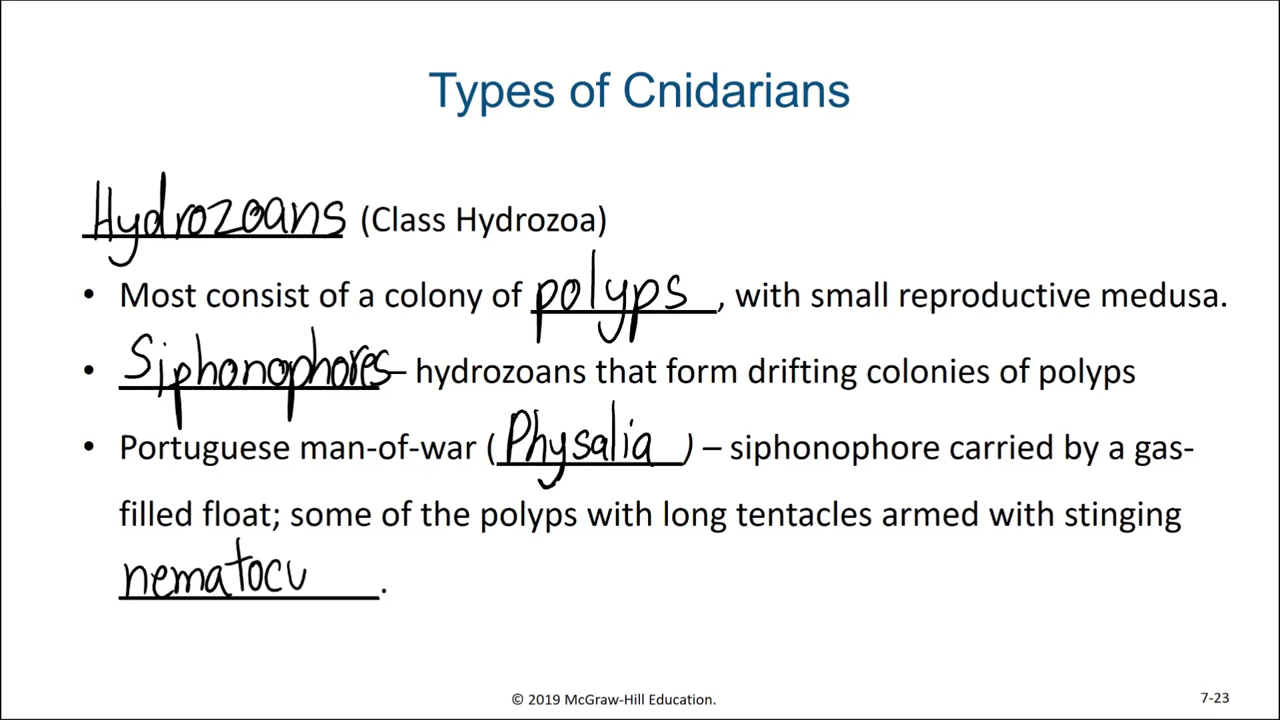 Types of Cnidarians
Hydrozoans (Class Hydrozoa)
• Most consist of a colony of polyps, with small reproductive medusa.
• Siphonophores – hydrozoans that form drifting colonies of polyps
• Portuguese man-of-war (Physalia) – siphonophore carried by a gas-
filled float; some of the polyps with long tentacles armed with stinging
nematocu.
© 2019 McGraw-Hill Education.
7-23